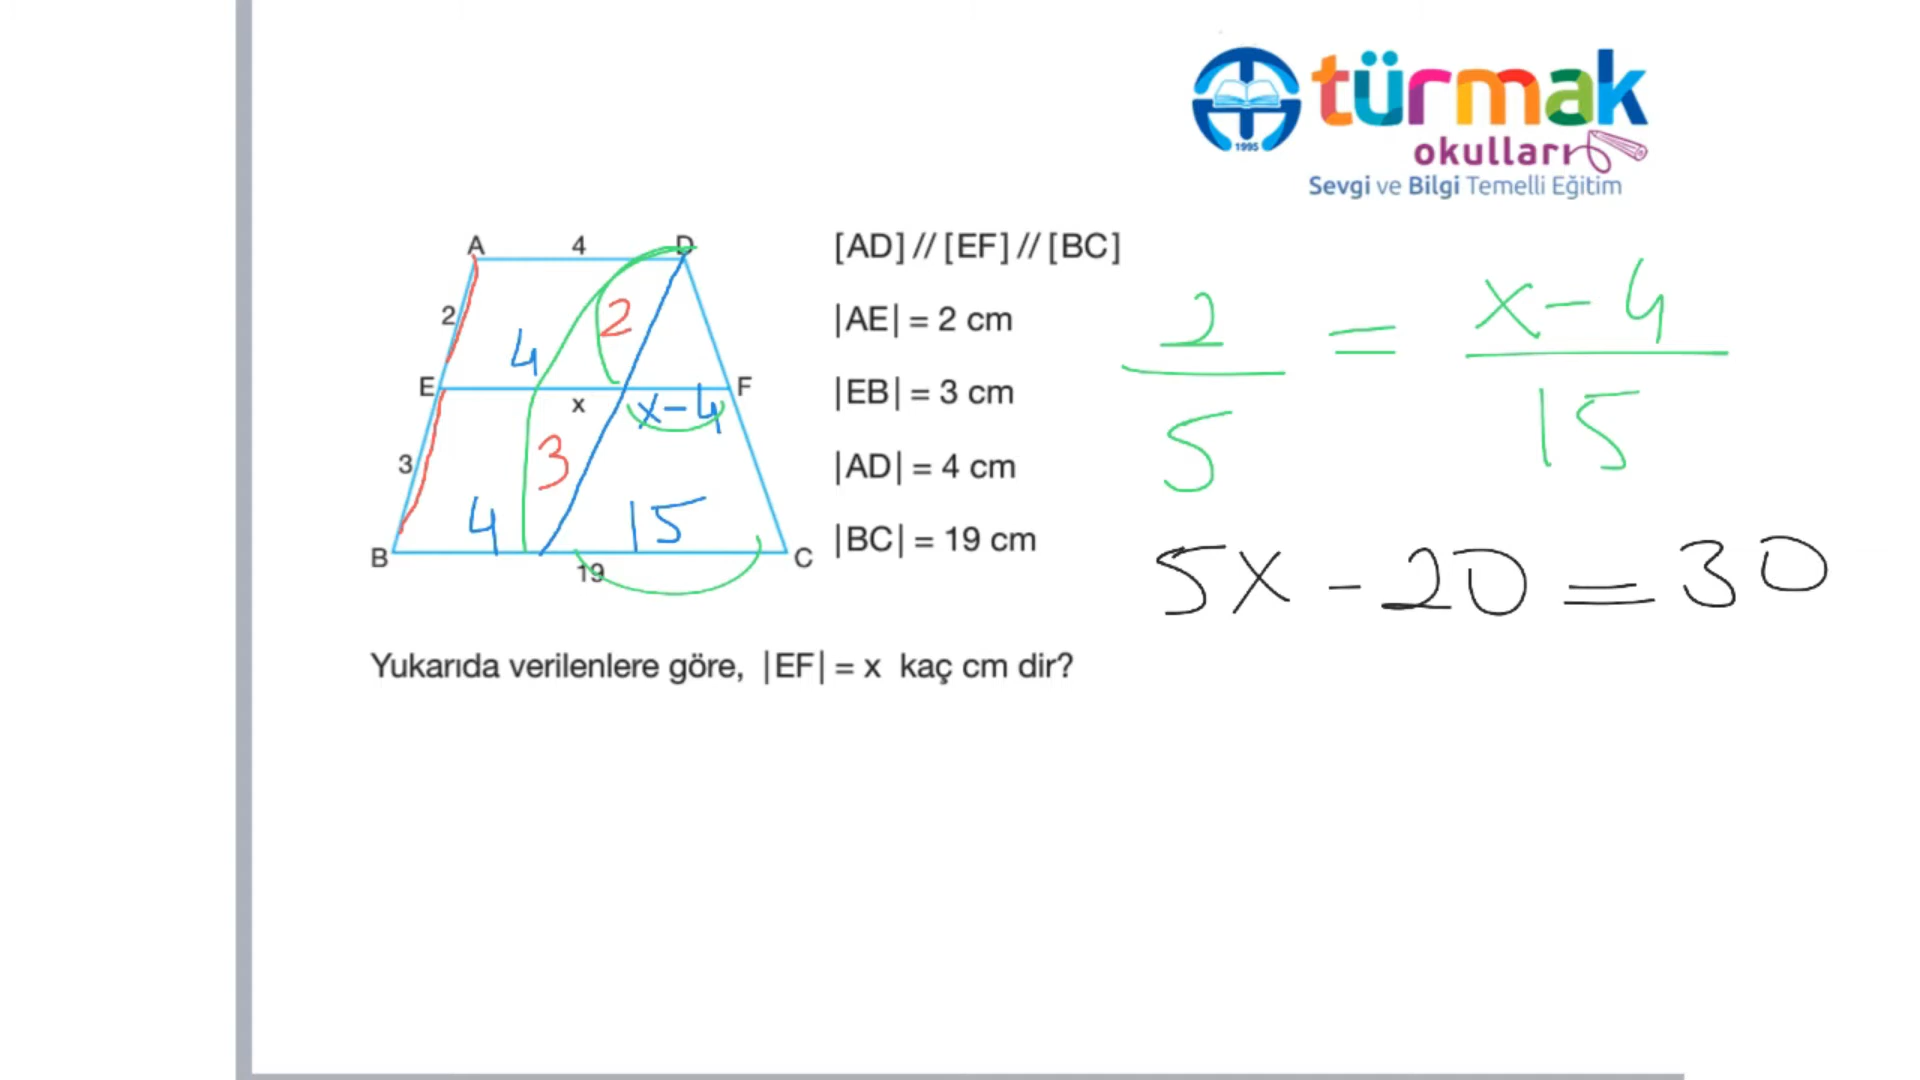 1995
türmak
okulları
Sevgi ve Bilgi Temelli Eğitim
A 4 D
2
2
4
E x x-4 F
3
3
4 15
B 19 C
[AD] // [EF] // [BC]
|AE| = 2 cm
|EB| = 3 cm
|AD| = 4 cm
|BC| = 19 cm
2/5 = x-4/15
5x - 20 = 30
Yukarıda verilenlere göre, |EF| = x kaç cm dir?